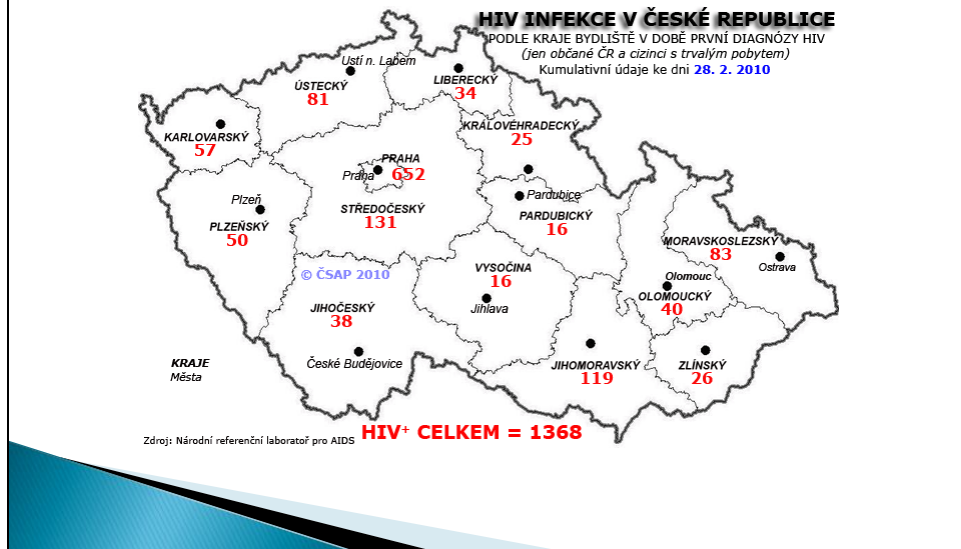 HIV INFEKCE V ČESKÉ REPUBLICE
PODLE KRAJE BYDLIŠTĚ V DOBĚ PRVNÍ DIAGNÓZY HIV
(jen občané ČR a cizinci s trvalým pobytem)
Kumulativní údaje ke dni 28. 2. 2010
Ustí n. Labem
ÚSTECKÝ
81
LIBERECKÝ
34
KARLOVARSKÝ
57
KRÁLOVÉHRADECKÝ
25
PRAHA
Praha 652
STŘEDOČESKÝ
131
Plzeň
PLZEŇSKÝ
50
Pardubice
PARDUBICKÝ
16
MORAVSKOSLEZSKÝ
83
Ostrava
© ČSAP 2010
VYSOČINA
16
Jihlava
Olomouc
OLOMOUCKÝ
40
JIHOČESKÝ
38
České Budějovice
JIHOMORAVSKÝ
119
ZLÍNSKÝ
26
KRAJE
Města
Zdroj: Národní referenční laboratoř pro AIDS
HIV⁺ CELKEM = 1368